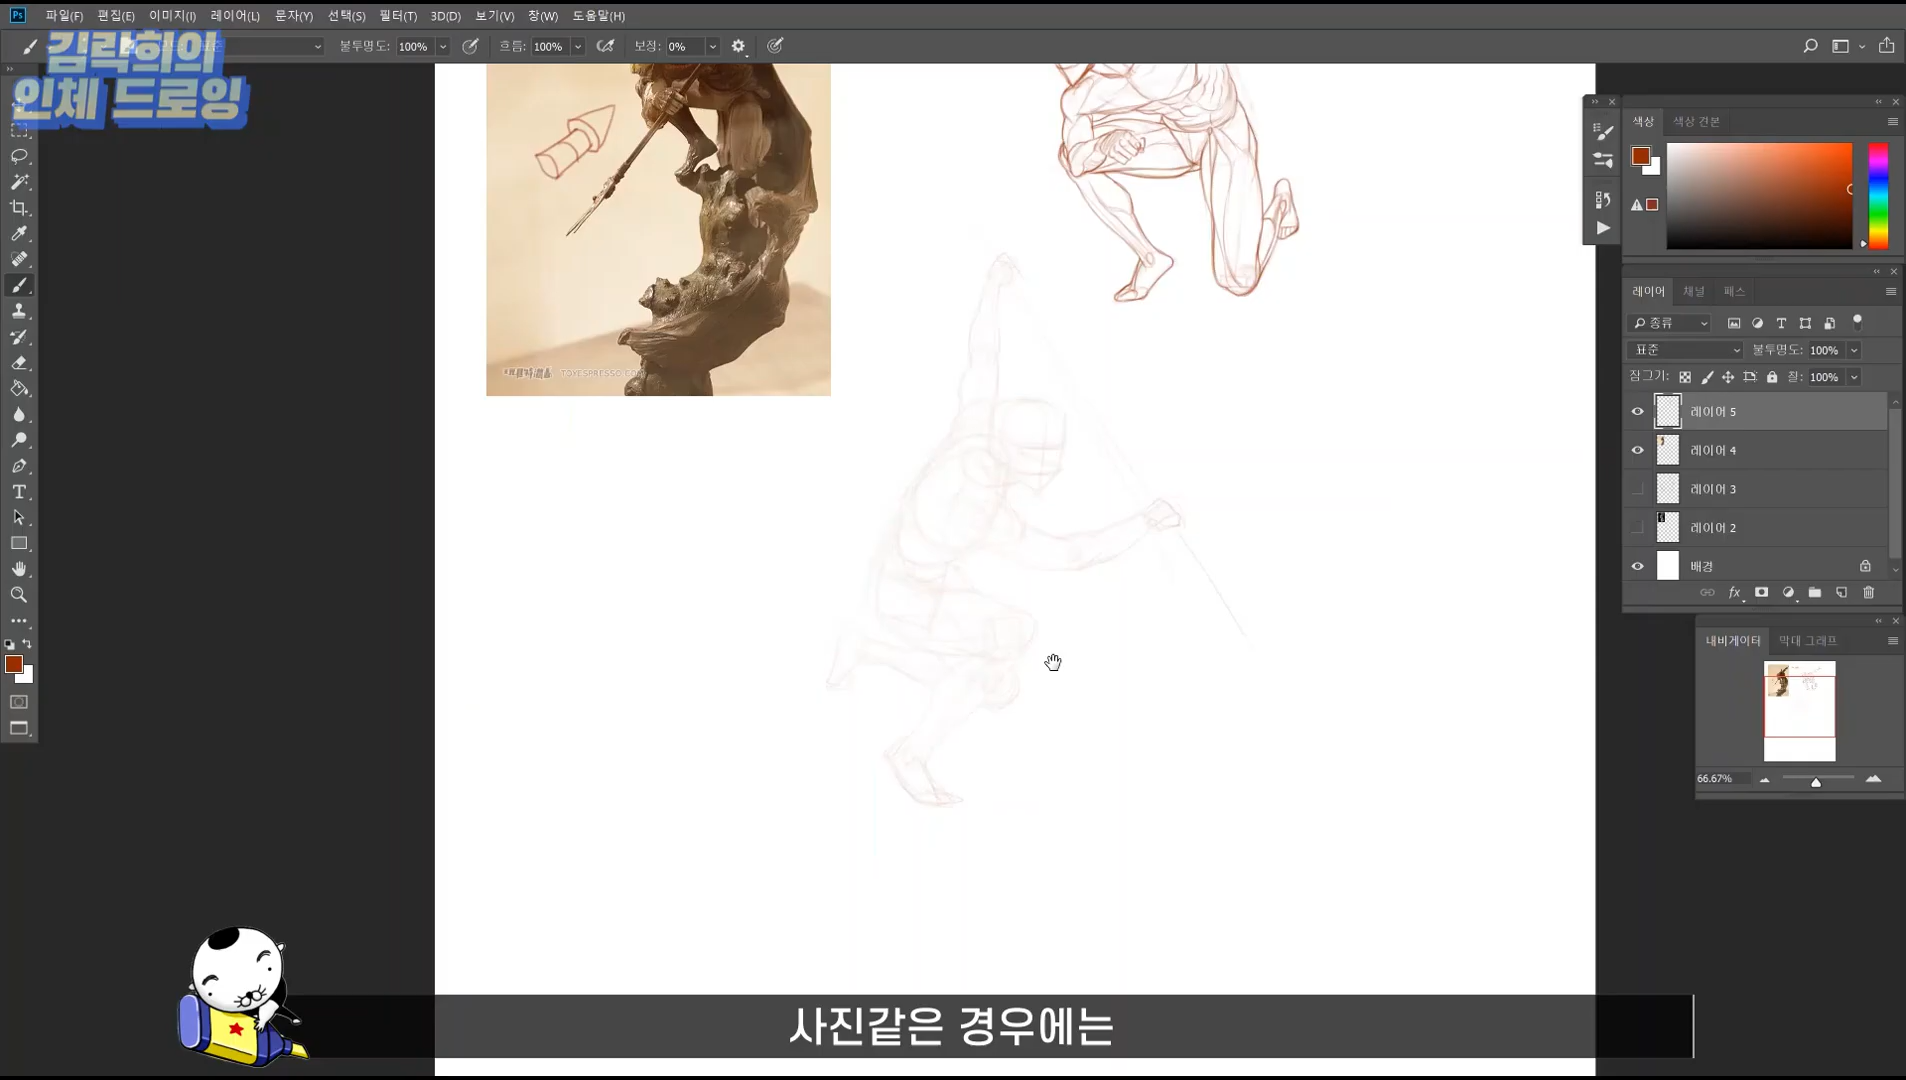 Ps 파일(F) 편집(E) 이미지(I) 레이어(L) 문자(Y) 선택(S) 필터(T) 3D(D) 보기(V) 창(W) 도움말(H)
불투명도: 100% 흐름: 100% 보정: 0%
김락희의
인체 드로잉
색상 색상 견본
레이어 채널 패스
종류
표준 불투명도: 100%
잠그기: 칠: 100%
레이어 5
레이어 4
레이어 3
레이어 2
배경
fx
내비게이터 막대 그래프
66.67%
TOYESPRESSO.COM
사진같은 경우에는